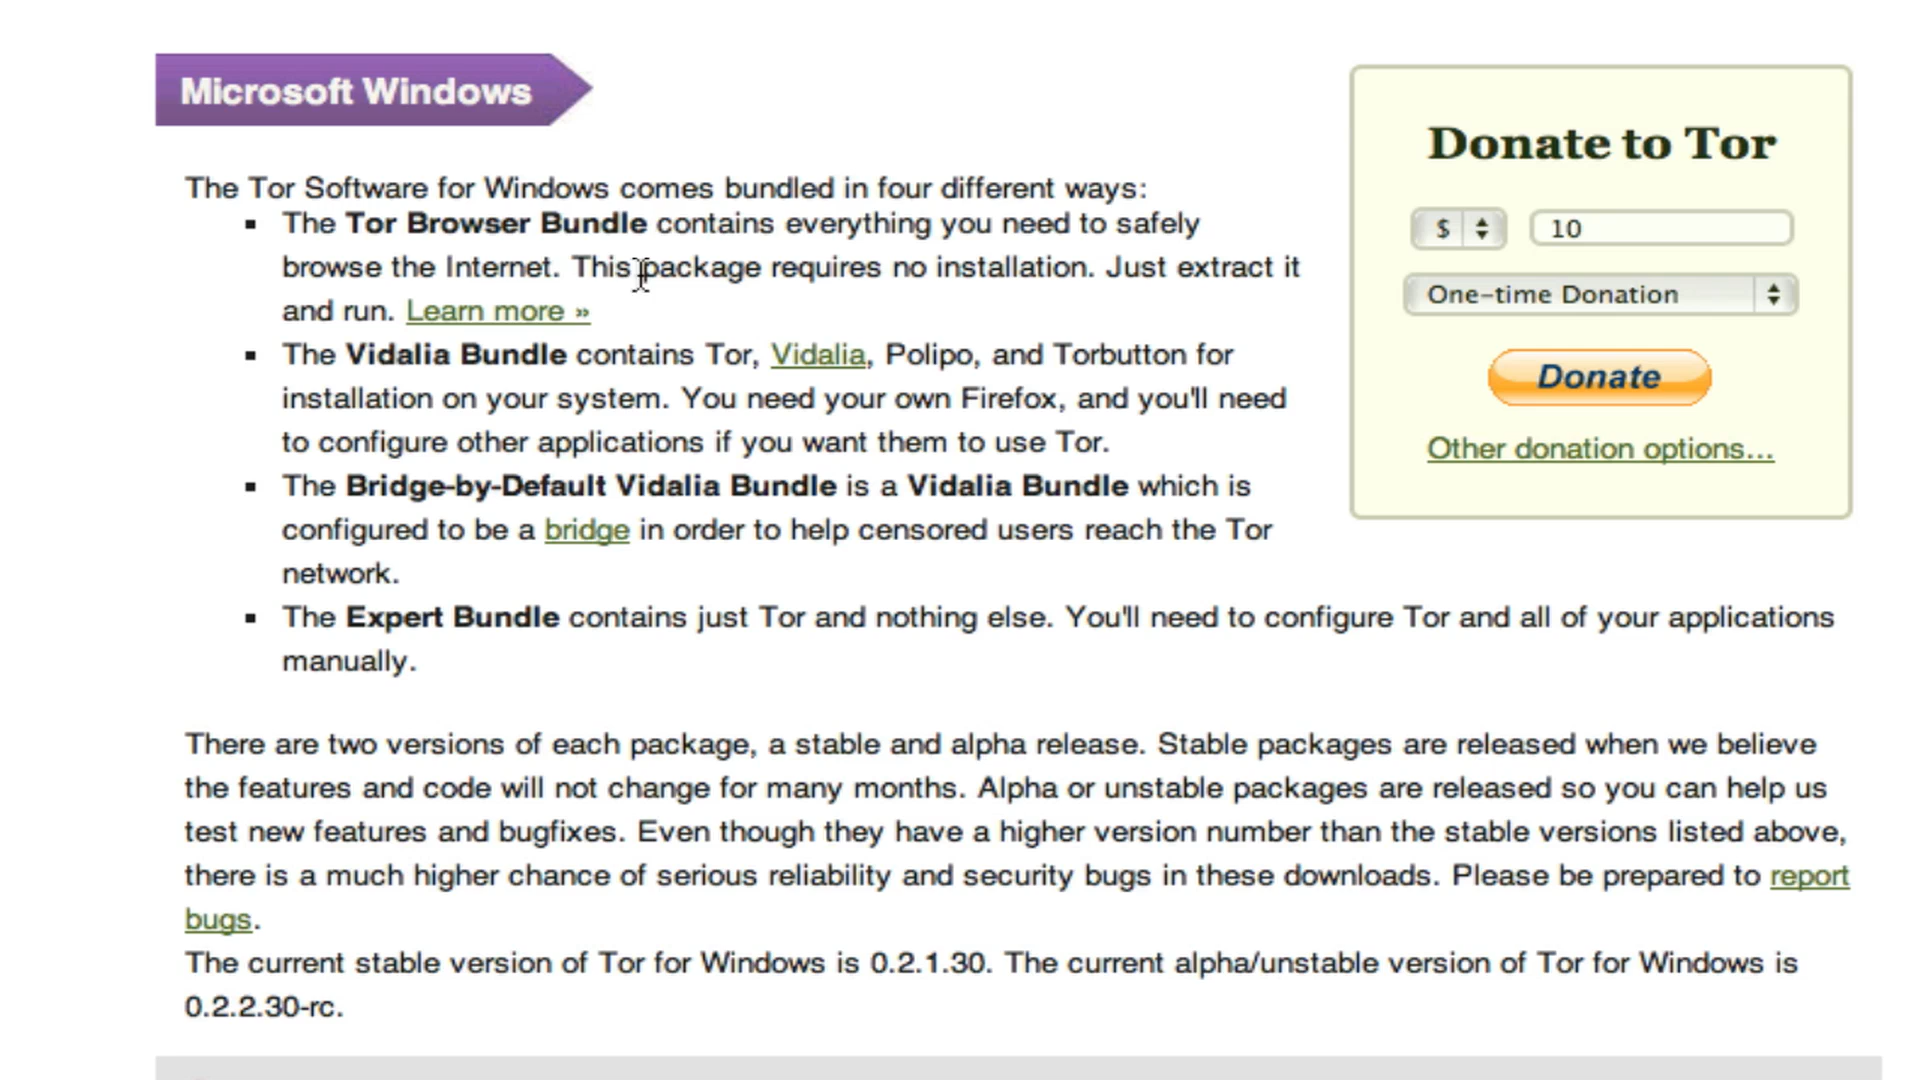 Microsoft Windows
The Tor Software for Windows comes bundled in four different ways:
The Tor Browser Bundle contains everything you need to safely
browse the Internet. This package requires no installation. Just extract it
and run. Learn more »
The Vidalia Bundle contains Tor, Vidalia, Polipo, and Torbutton for
installation on your system. You need your own Firefox, and you'll need
to configure other applications if you want them to use Tor.
The Bridge-by-Default Vidalia Bundle is a Vidalia Bundle which is
configured to be a bridge in order to help censored users reach the Tor
network.
The Expert Bundle contains just Tor and nothing else. You'll need to configure Tor and all of your applications
manually.
There are two versions of each package, a stable and alpha release. Stable packages are released when we believe
the features and code will not change for many months. Alpha or unstable packages are released so you can help us
test new features and bugfixes. Even though they have a higher version number than the stable versions listed above,
there is a much higher chance of serious reliability and security bugs in these downloads. Please be prepared to report
bugs.
The current stable version of Tor for Windows is 0.2.1.30. The current alpha/unstable version of Tor for Windows is
0.2.2.30-rc.
Donate to Tor
$ 10
One-time Donation
Donate
Other donation options...